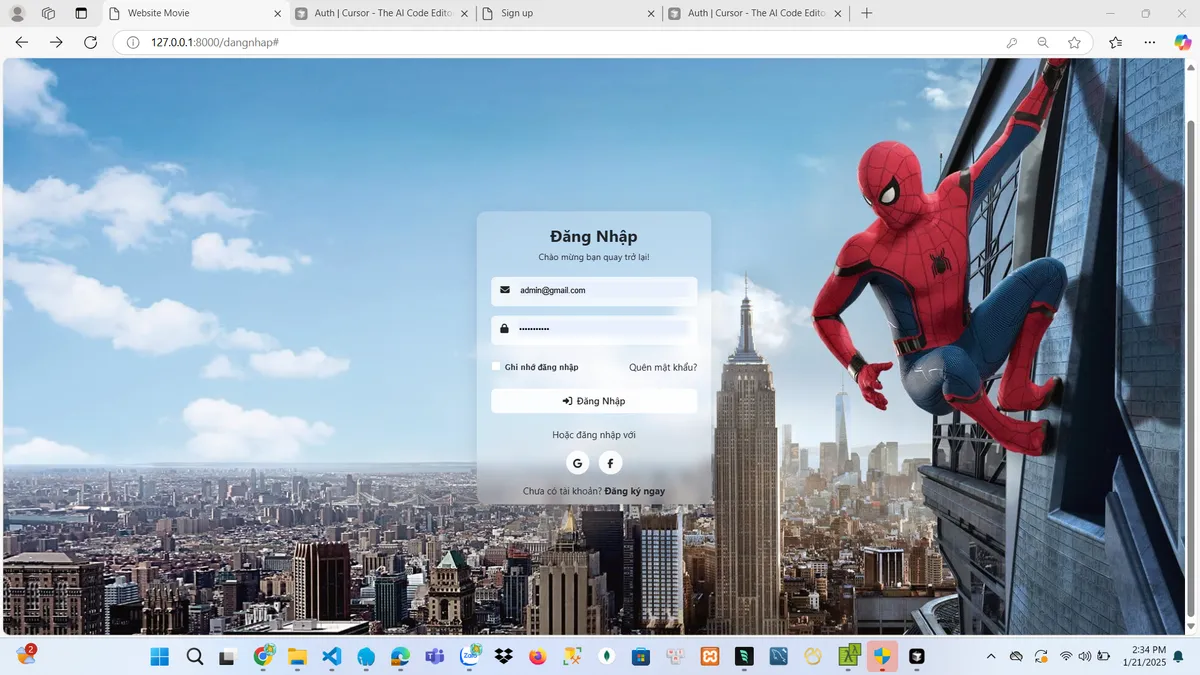 Website Movie
Auth | Cursor - The AI Code Edito
Sign up
Auth | Cursor - The AI Code Edito
127.0.0.1:8000/dangnhap#
Đăng Nhập
Chào mừng bạn quay trở lại!
admin@gmail.com
Ghi nhớ đăng nhập
Quên mật khẩu?
Đăng Nhập
Hoặc đăng nhập với
G f
Chưa có tài khoản? Đăng ký ngay
2
Zalo
2:34 PM
1/21/2025